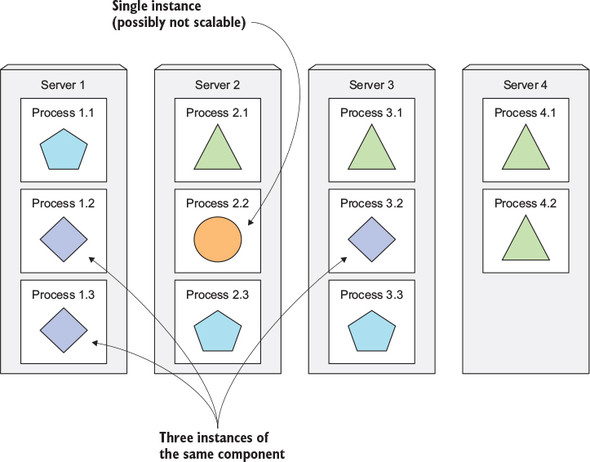 Single instance
(possibly not scalable)
Server 1
Server 2
Server 3
Server 4
Process 1.1
Process 2.1
Process 3.1
Process 4.1
Process 1.2
Process 2.2
Process 3.2
Process 4.2
Process 1.3
Process 2.3
Process 3.3
Three instances of
the same component